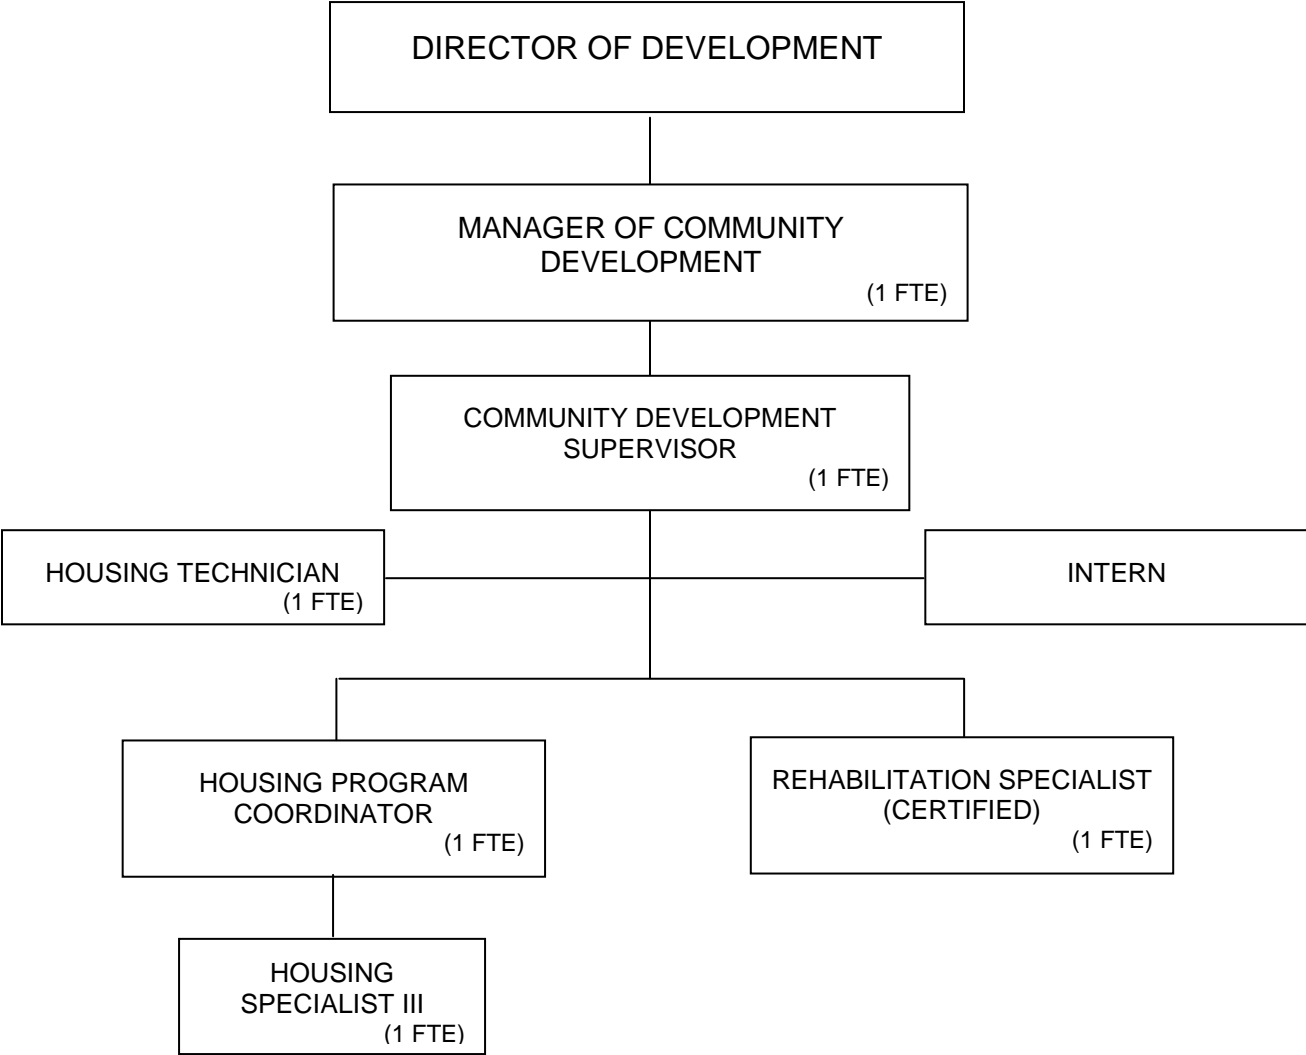 DIRECTOR OF DEVELOPMENT
MANAGER OF COMMUNITY
DEVELOPMENT
(1 FTE)
COMMUNITY DEVELOPMENT
SUPERVISOR
(1 FTE)
HOUSING TECHNICIAN
(1 FTE)
INTERN
HOUSING PROGRAM
COORDINATOR
(1 FTE)
REHABILITATION SPECIALIST
(CERTIFIED)
(1 FTE)
HOUSING
SPECIALIST III
(1 FTE)